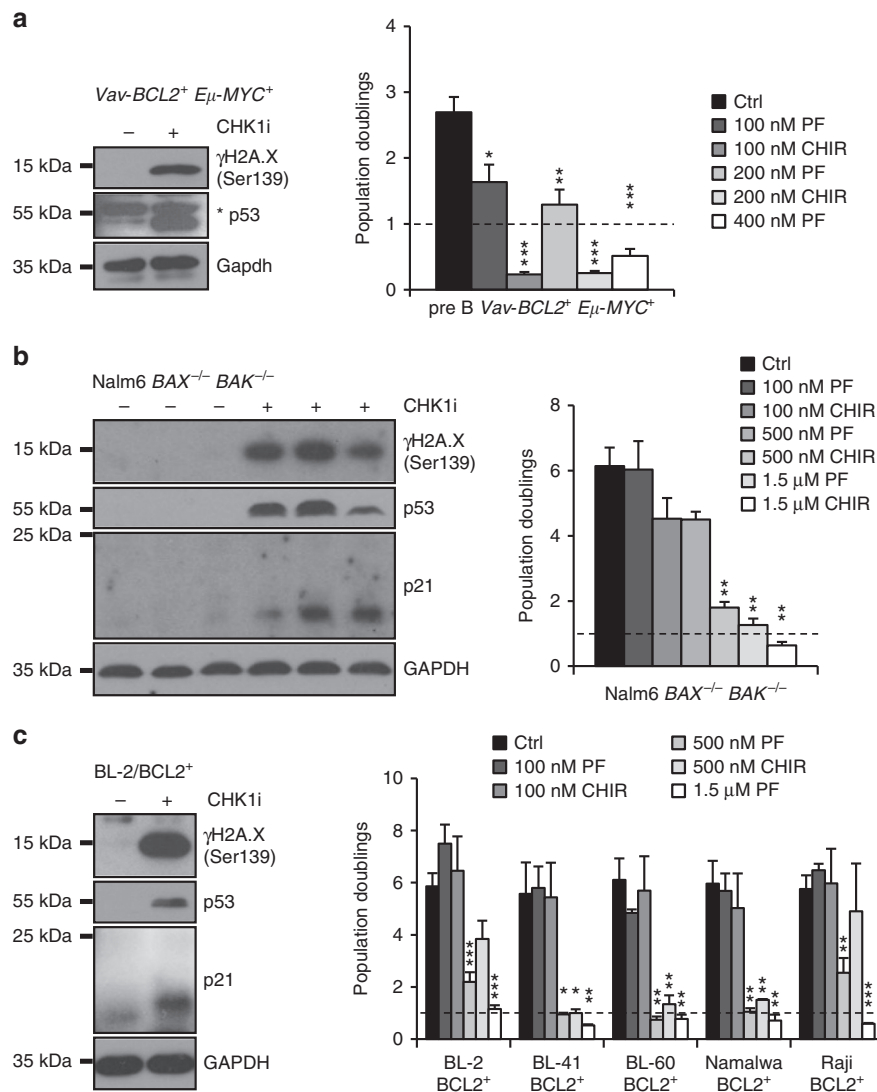 a
Vav-BCL2+ Eμ-MYC+
– + CHK1i
15 kDa γH2A.X (Ser139)
55 kDa * p53
35 kDa Gapdh
Population doublings
4
3
2
1
0
* *** ** *** ***
pre B Vav-BCL2+ Eμ-MYC+
Ctrl
100 nM PF
100 nM CHIR
200 nM PF
200 nM CHIR
400 nM PF
b
Nalm6 BAX–/– BAK–/–
– – – + + + CHK1i
15 kDa γH2A.X (Ser139)
55 kDa p53
25 kDa
p21
35 kDa GAPDH
Population doublings
8
6
4
2
0
** ** **
Nalm6 BAX–/– BAK–/–
Ctrl
100 nM PF
100 nM CHIR
500 nM PF
500 nM CHIR
1.5 μM PF
1.5 μM CHIR
c
BL-2/BCL2+
– + CHK1i
15 kDa γH2A.X (Ser139)
55 kDa p53
25 kDa
p21
35 kDa GAPDH
Ctrl
100 nM PF
100 nM CHIR
500 nM PF
500 nM CHIR
1.5 μM PF
Population doublings
10
8
6
4
2
0
*** *** * * ** ** ** ** ** ** ** ** ***
BL-2 BCL2+
BL-41 BCL2+
BL-60 BCL2+
Namalwa BCL2+
Raji BCL2+